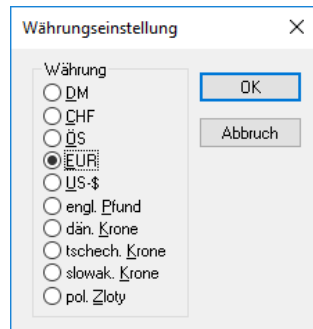 Währungseinstellung
Währung
DM
CHF
ÖS
EUR
US-$
engl. Pfund
dän. Krone
tschech. Krone
slowak. Krone
pol. Zloty
OK
Abbruch